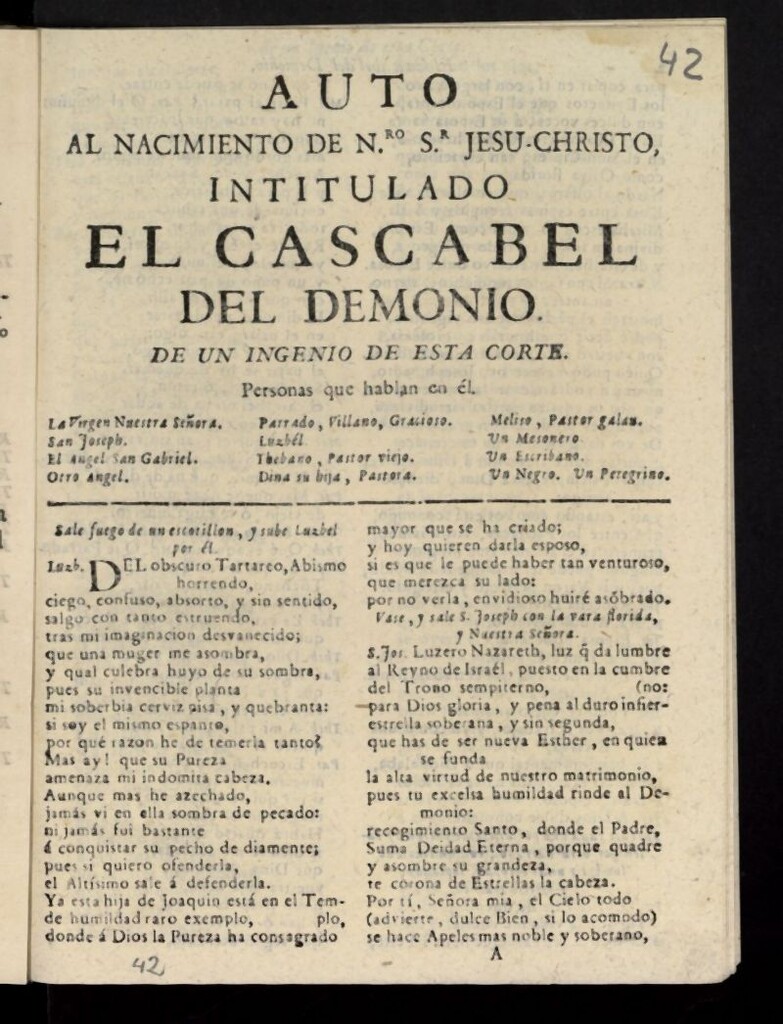 42
AUTO
AL NACIMIENTO DE N.RO S.R JESU-CHRISTO,
INTITULADO
EL CASCABEL
DEL DEMONIO.
DE UN INGENIO DE ESTA CORTE.
Personas que hablan en él.
La Virgen Nuestra Señora.
San Joseph.
El Angel San Gabriel.
Otro Angel.
Parrado, Villano, Gracioso.
Luzbél.
Thebano, Pastor viejo.
Dina su hija, Pastora.
Meliso, Pastor galan.
Un Mesonero.
Un Escribano.
Un Negro. Un Peregrino.
Sale fuego de un escotillon, y sube Luzbel
por él.
Luzb. DEL obscuro Tartareo, Abismo
horrendo,
ciego, confuso, absorto, y sin sentido,
salgo con tanto estruendo,
tras mi imaginacion desvanecido;
que una muger me asombra,
y qual culebra huyo de su sombra,
pues su invencible planta
mi soberbia cerviz pisa, y quebranta:
si soy el mismo espanto,
por qué razon he de temerla tanto?
Mas ay! que su Pureza
amenaza mi indomita cabeza.
Aunque mas he azechado,
jamás vi en ella sombra de pecado:
ni jamás fui bastante
á conquistar su pecho de diamente;
pues si quiero ofenderla,
el Altísimo sale á defenderla.
Ya esta hija de Joaquin está en el Tem-
de humildad raro exemplo, plo,
donde á Dios la Pureza ha consagrado
mayor que se ha criado;
y hoy quieren darla esposo,
si es que le puede haber tan venturoso,
que merezca su lado:
por no verla, envidioso huiré asõbrado.
Vase, y sale S. Joseph con la vara florida,
y Nuestra Señora.
S. Jos. Luzero Nazareth, luz q̃ da lumbre
al Reyno de Israél, puesto en la cumbre
del Trono sempiterno, (no:
para Dios gloria, y pena al duro infier-
estrella soberana, y sin segunda,
que has de ser nueva Esther, en quien
se funda
la alta virtud de nuestro matrimonio,
pues tu excelsa humildad rinde al De-
monio:
recogimiento Santo, donde el Padre,
Suma Deidad Eterna, porque quadre
y asombre su grandeza,
te corona de Estrellas la cabeza.
Por tí, Señora mia, el Cielo todo
(advierte, dulce Bien, si lo acomodo)
se hace Apeles mas noble y soberano,
A
42